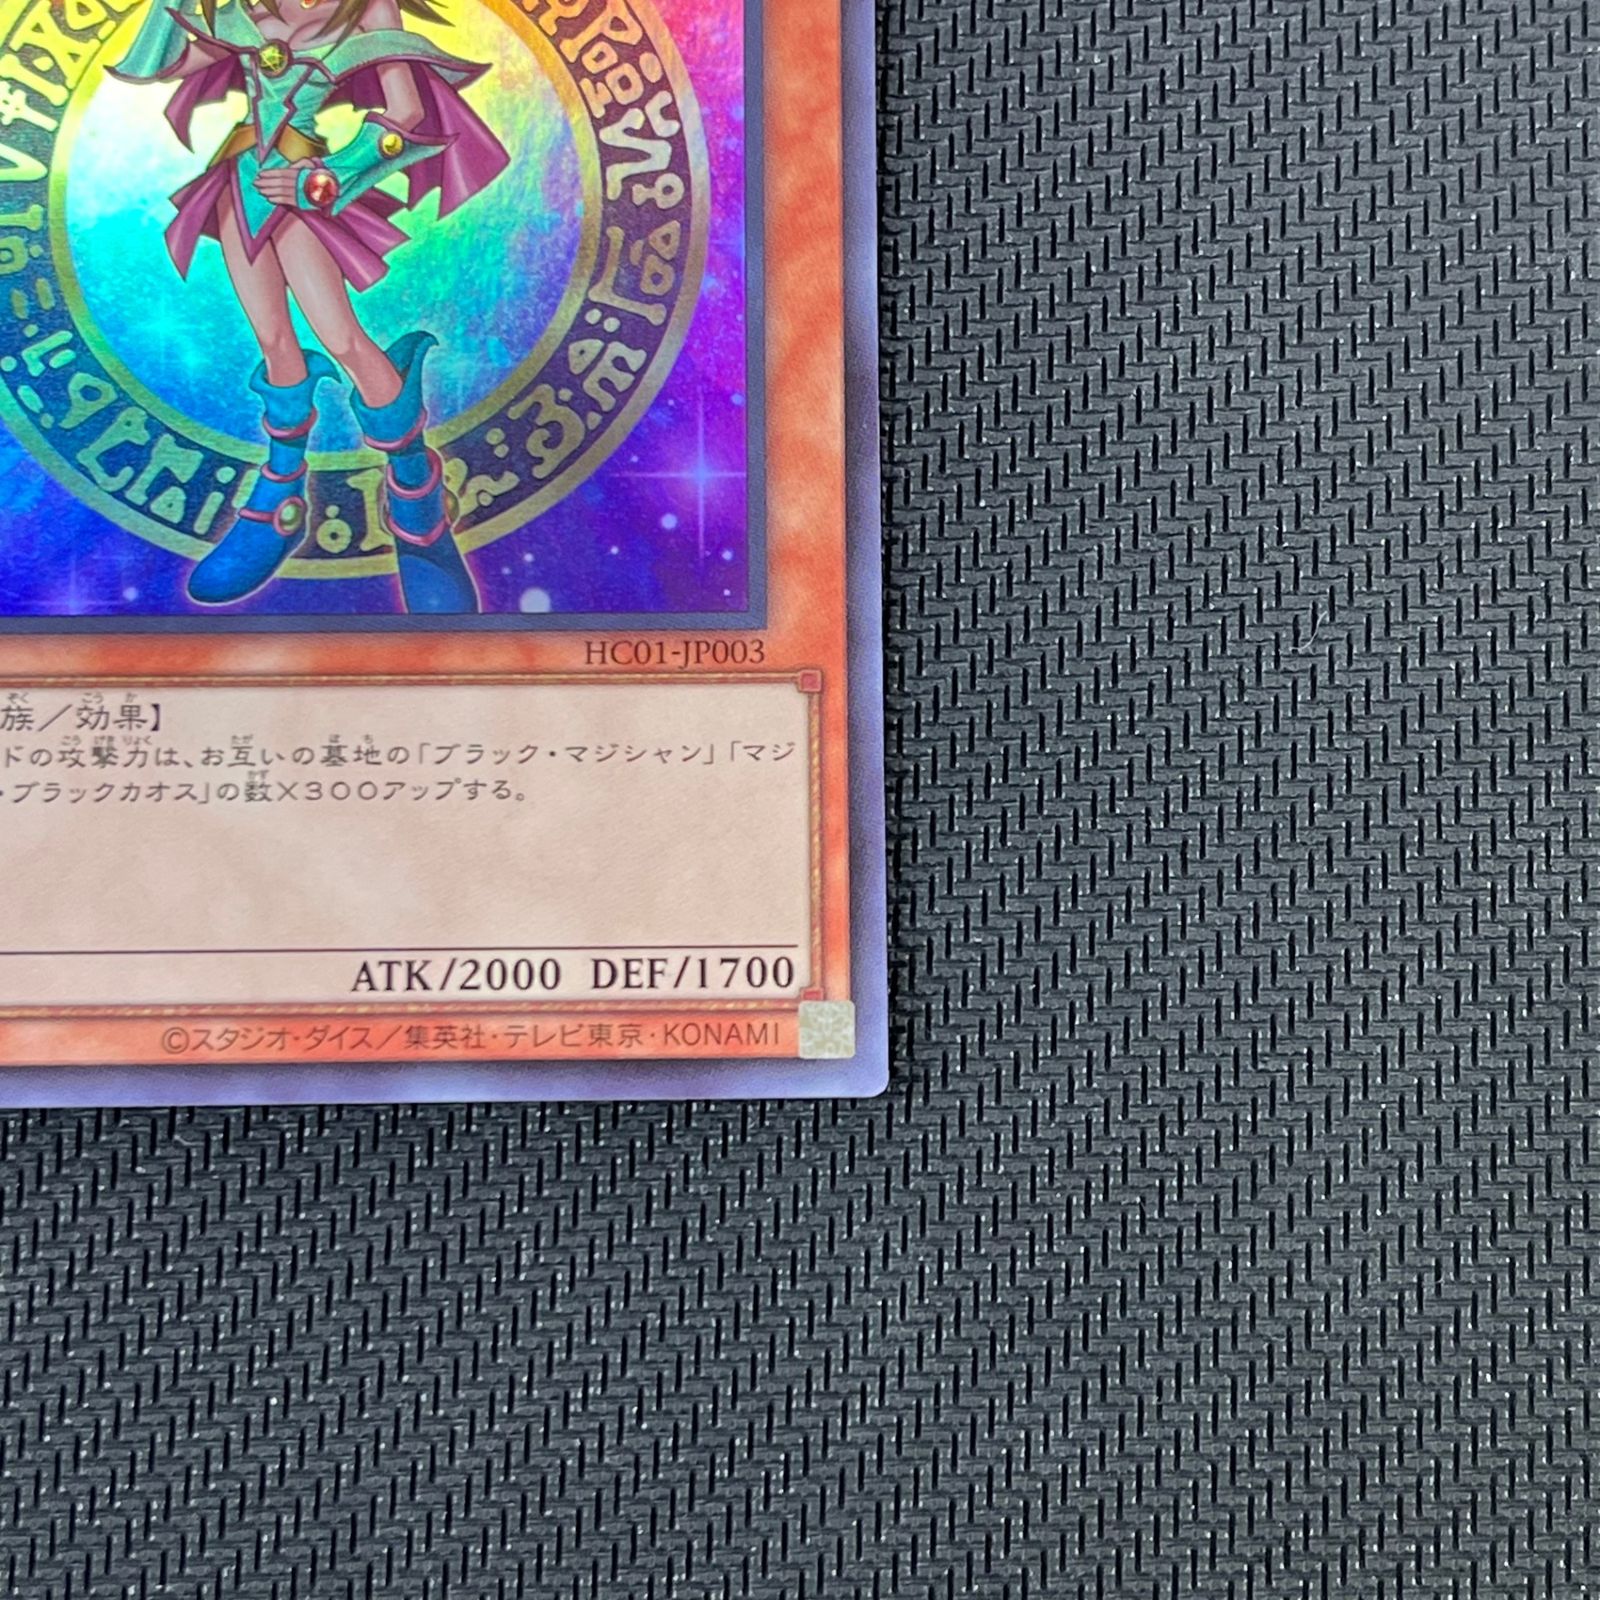 HC01-JP003
族／効果】
ドの攻撃力は、お互いの墓地の「ブラック・マジシャン」「マジ
・ブラックカオス」の数×300アップする。
ATK/2000 DEF/1700
©スタジオ・ダイス／集英社・テレビ東京・KONAMI